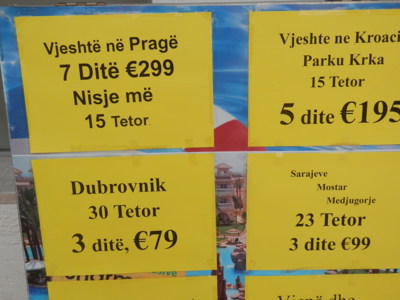 Vjeshtë në Pragë
7 Ditë €299
Nisje më
15 Tetor
Vjeshte ne Kroaci
Parku Krka
15 Tetor
5 dite €195
Dubrovnik
30 Tetor
3 ditë, €79
Sarajeve
Mostar
Medjugorje
23 Tetor
3 dite €99
dhe